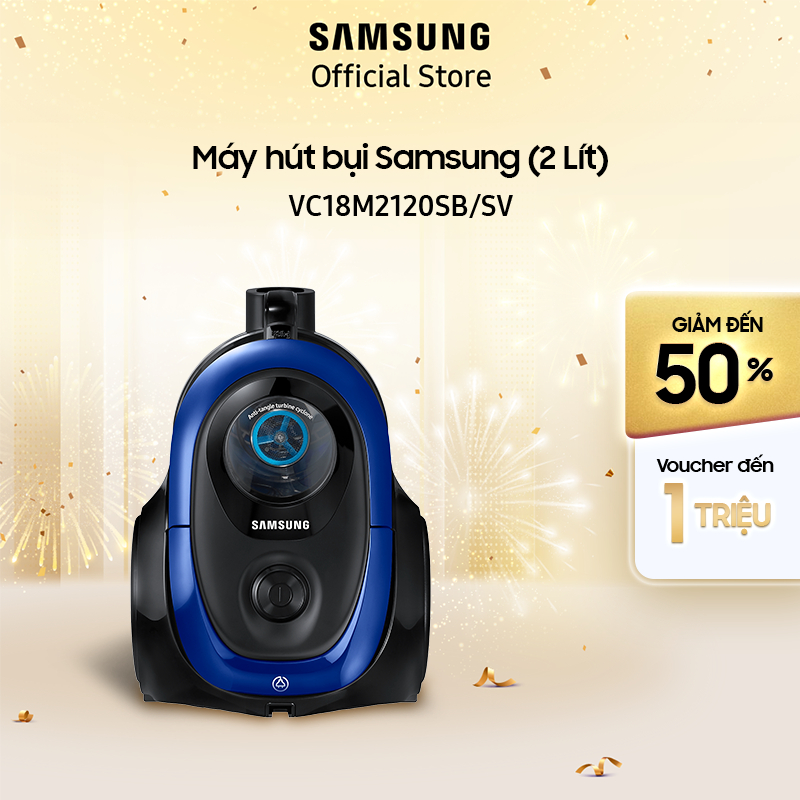 SAMSUNG
Official Store
Máy hút bụi Samsung (2 Lít)
VC18M2120SB/SV
GIẢM ĐẾN
50%
Voucher đến
1 TRIỆU
Anti-tangle turbine cyclone
SAMSUNG